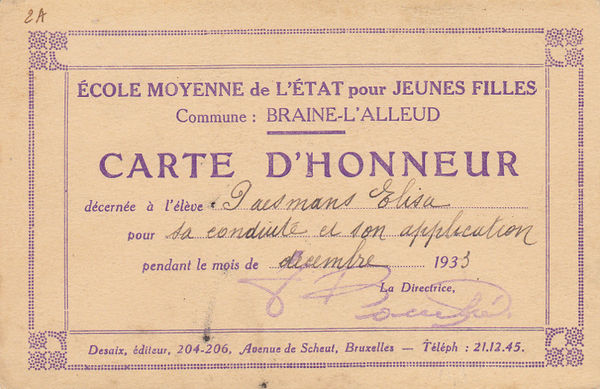 2A
ÉCOLE MOYENNE de L'ÉTAT pour JEUNES FILLES
Commune : BRAINE-L'ALLEUD
CARTE D'HONNEUR
décernée à l'élève : Paesmans Elisa
pour sa conduite et son application
pendant le mois de décembre 1933
La Directrice,
Desaix, éditeur, 204-206, Avenue de Scheut, Bruxelles — Téléph : 21.12.45.